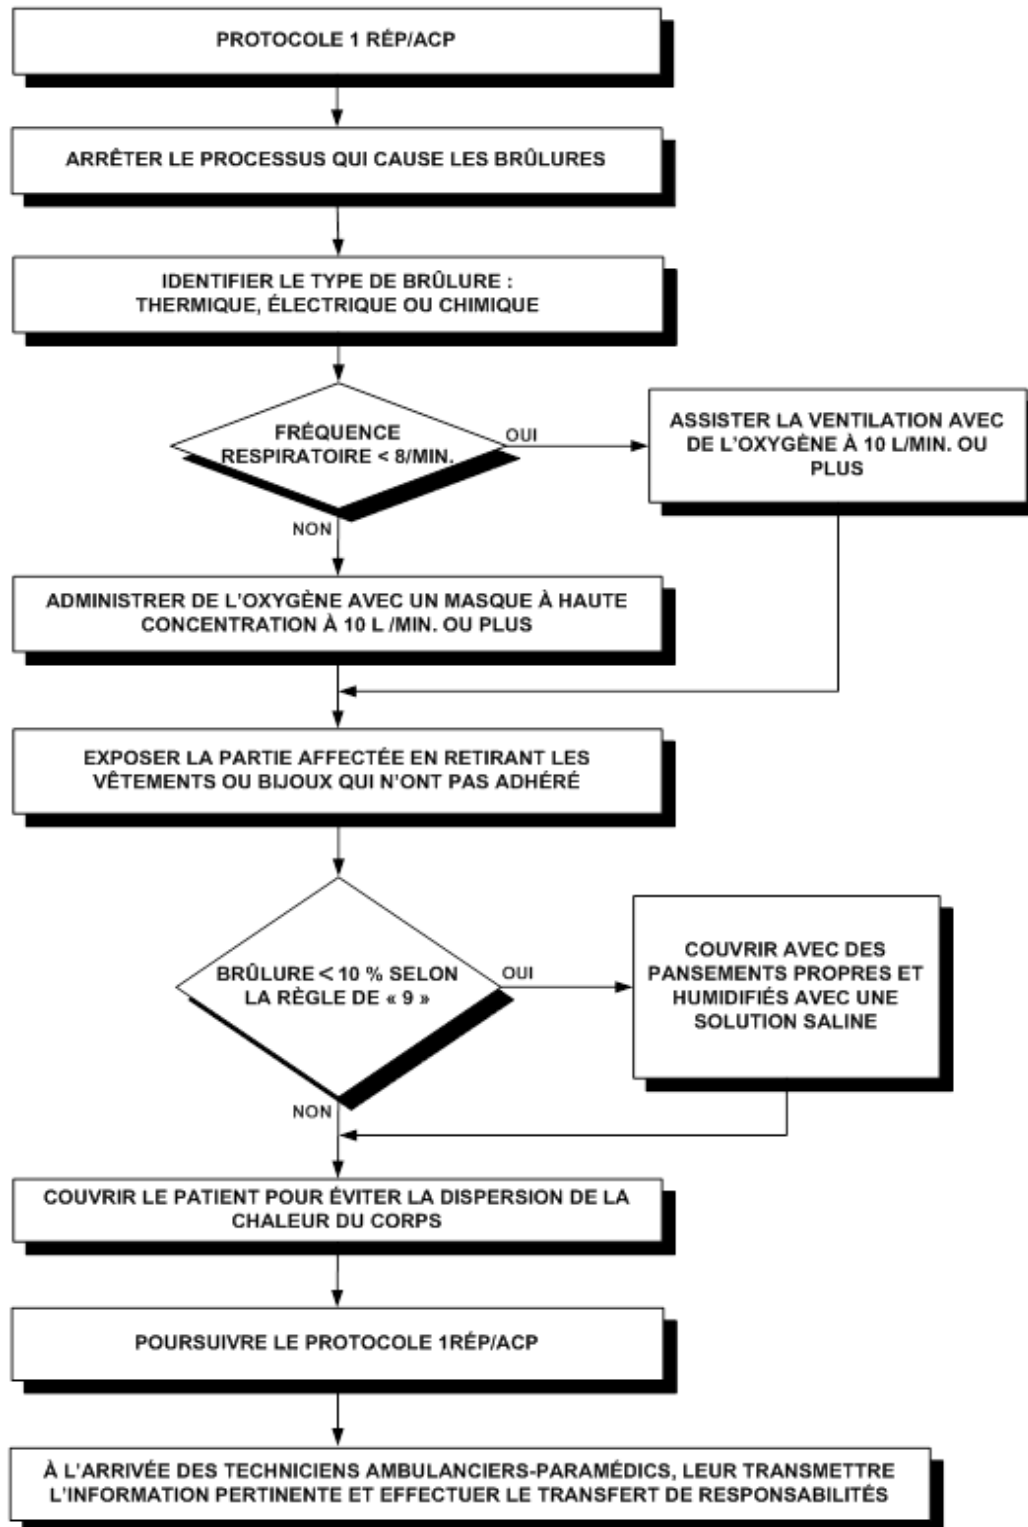 PROTOCOLE 1 RÉP/ACP
ARRÊTER LE PROCESSUS QUI CAUSE LES BRÛLURES
IDENTIFIER LE TYPE DE BRÛLURE :
THERMIQUE, ÉLECTRIQUE OU CHIMIQUE
FRÉQUENCE
RESPIRATOIRE < 8/MIN.
OUI
ASSISTER LA VENTILATION AVEC
DE L'OXYGÈNE À 10 L/MIN. OU
PLUS
NON
ADMINISTRER DE L'OXYGÈNE AVEC UN MASQUE À HAUTE
CONCENTRATION À 10 L /MIN. OU PLUS
EXPOSER LA PARTIE AFFECTÉE EN RETIRANT LES
VÊTEMENTS OU BIJOUX QUI N'ONT PAS ADHÉRÉ
BRÛLURE < 10 % SELON
LA RÈGLE DE « 9 »
OUI
COUVRIR AVEC DES
PANSEMENTS PROPRES ET
HUMIDIFIÉS AVEC UNE
SOLUTION SALINE
NON
COUVRIR LE PATIENT POUR ÉVITER LA DISPERSION DE LA
CHALEUR DU CORPS
POURSUIVRE LE PROTOCOLE 1RÉP/ACP
À L'ARRIVÉE DES TECHNICIENS AMBULANCIERS-PARAMÉDICS, LEUR TRANSMETTRE
L'INFORMATION PERTINENTE ET EFFECTUER LE TRANSFERT DE RESPONSABILITÉS